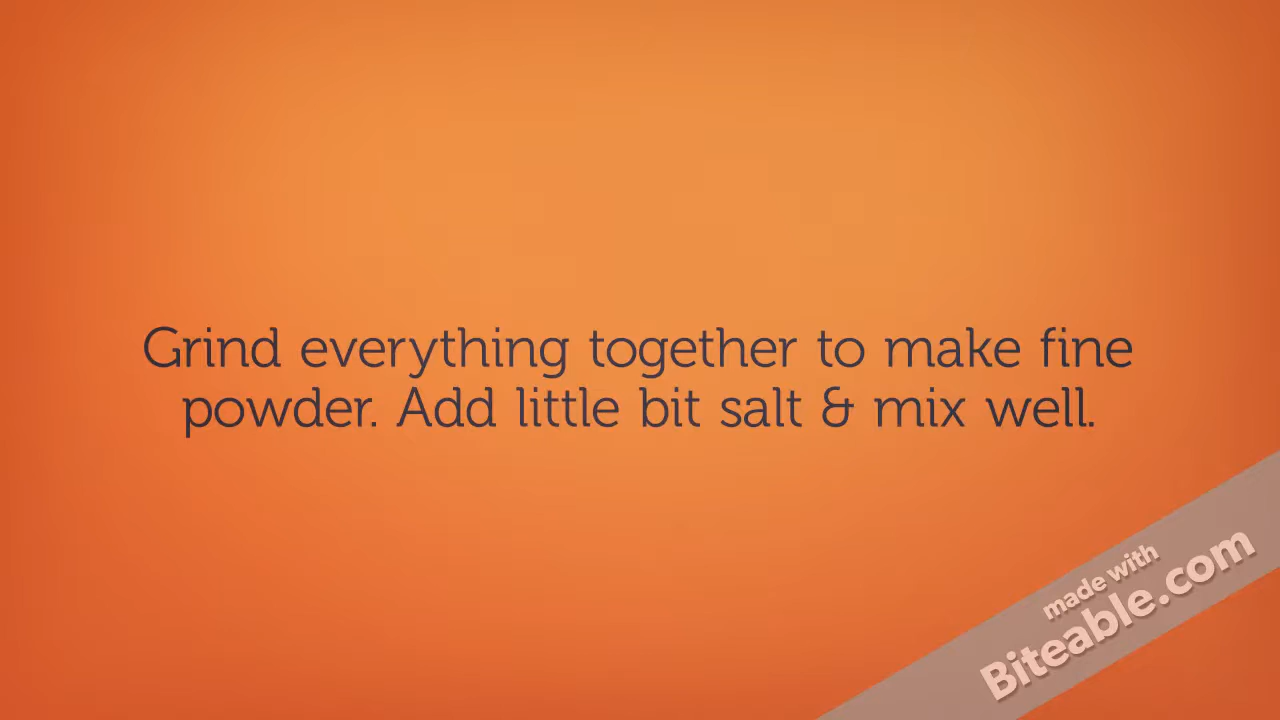 Grind everything together to make fine
powder. Add little bit salt & mix well.
made with
Biteable.com